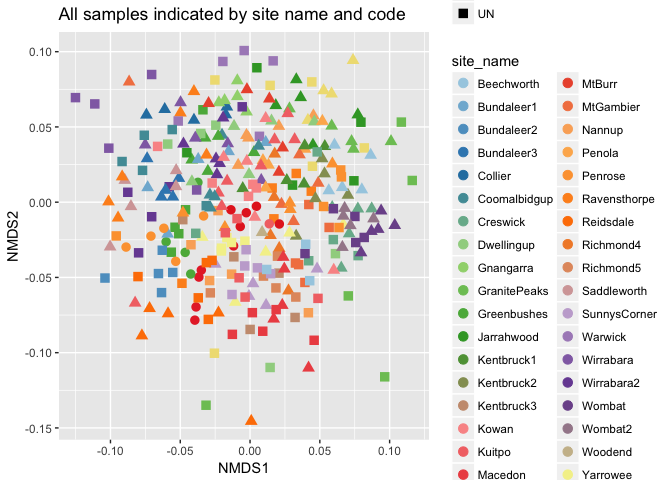 All samples indicated by site name and code
UN
site_name
Beechworth
Bundaleer1
Bundaleer2
Bundaleer3
Collier
Coomalbidgup
Creswick
Dwellingup
Gnangarra
GranitePeaks
Greenbushes
Jarrahwood
Kentbruck1
Kentbruck2
Kentbruck3
Kowan
Kuitpo
Macedon
MtBurr
MtGambier
Nannup
Penola
Penrose
Ravensthorpe
Reidsdale
Richmond4
Richmond5
Saddleworth
SunnysCorner
Warwick
Wirrabara
Wirrabara2
Wombat
Wombat2
Woodend
Yarrowee
NMDS2
0.10
0.05
0.00
-0.05
-0.10
-0.15
-0.10
-0.05
0.00
0.05
0.10
NMDS1